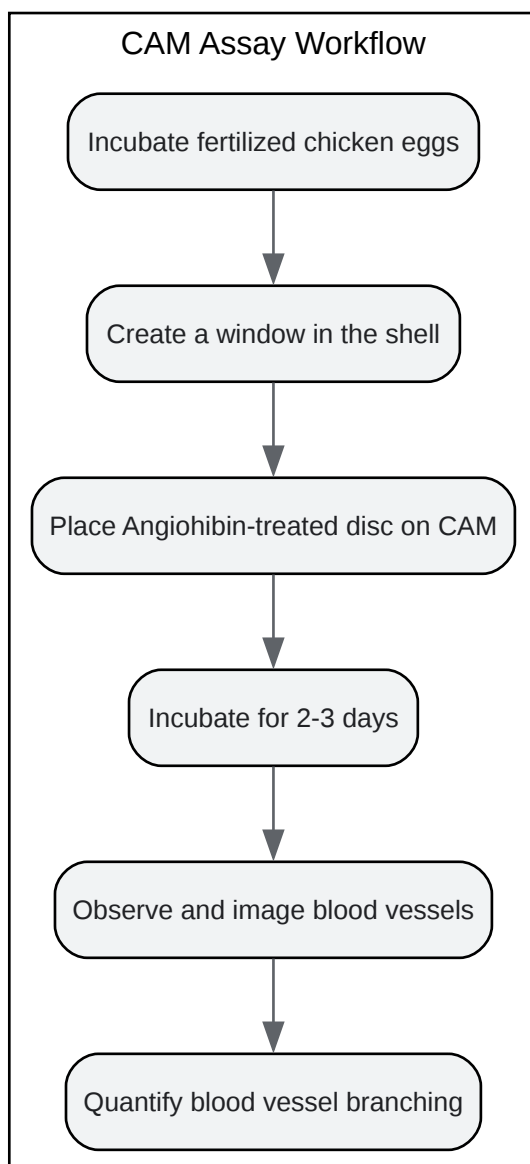 CAM Assay Workflow
Incubate fertilized chicken eggs
Create a window in the shell
Place Angiohibin-treated disc on CAM
Incubate for 2-3 days
Observe and image blood vessels
Quantify blood vessel branching